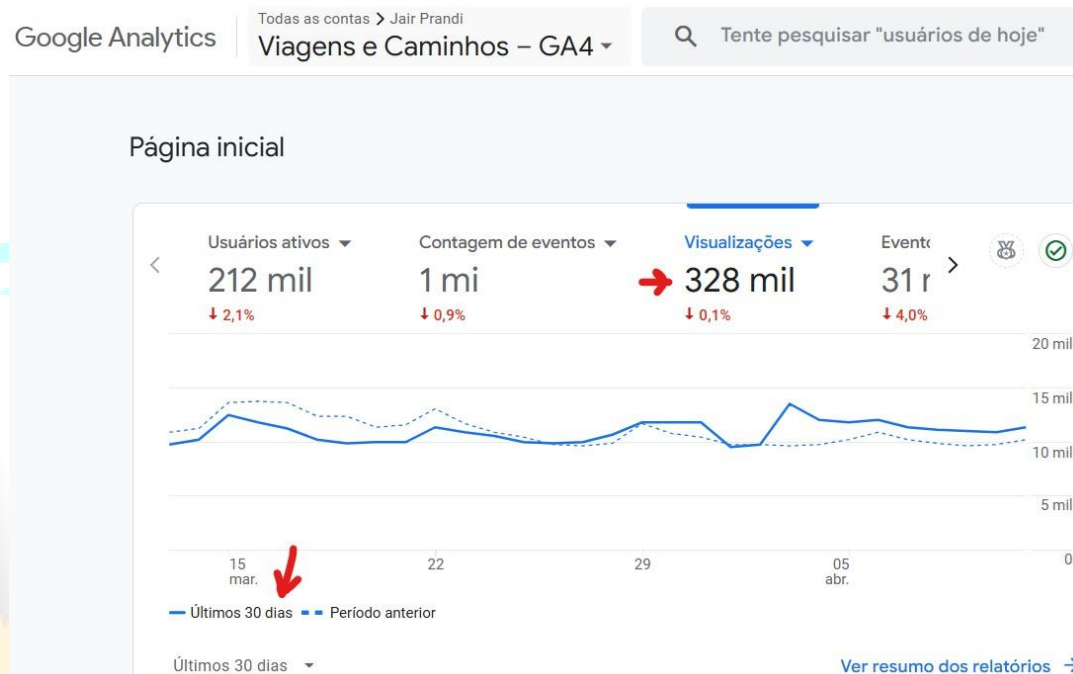 Google Analytics
Todas as contas > Jair Prandi
Viagens e Caminhos – GA4
Tente pesquisar "usuários de hoje"
Página inicial
Usuários ativos
212 mil
↓ 2,1%
Contagem de eventos
1 mi
↓ 0,9%
Visualizações
328 mil
↓ 0,1%
31
↓ 4,0%
20 mil
15 mil
10 mil
5 mil
0
15
mar.
22
29
05
abr.
Últimos 30 dias
Período anterior
Últimos 30 dias
Ver resumo dos relatórios →